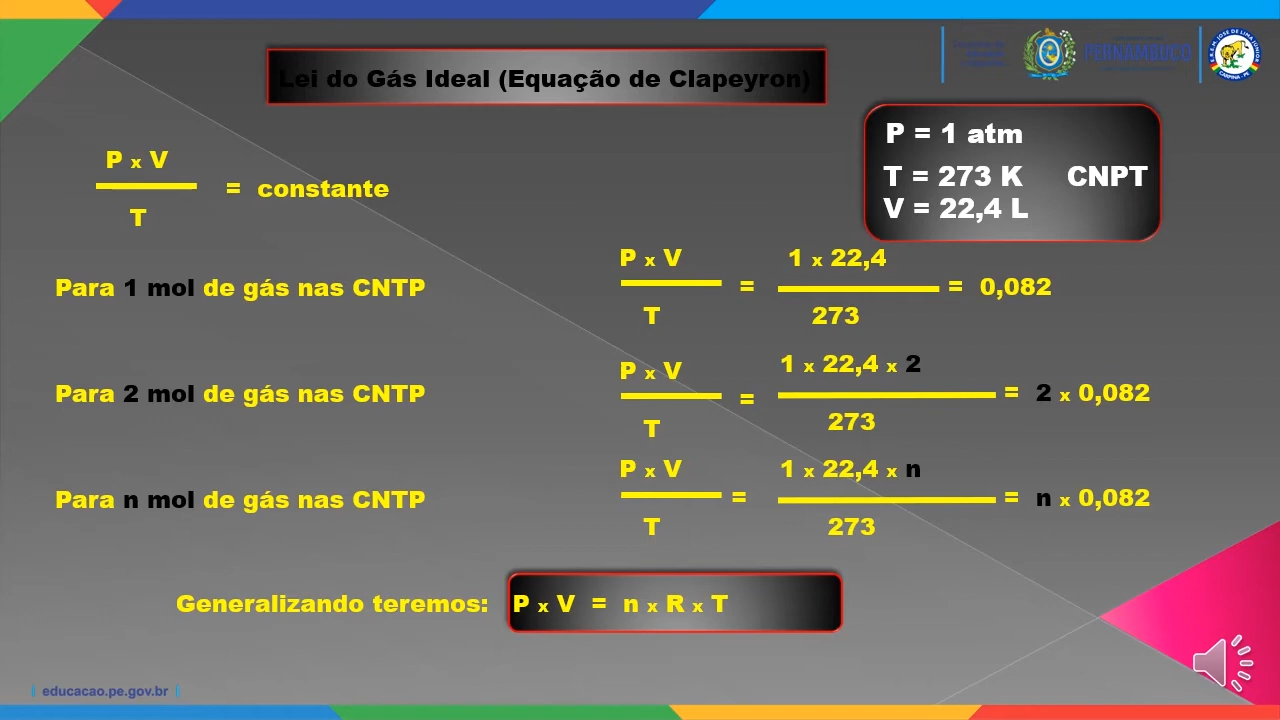 PERNAMBUCO
Lei do Gás Ideal (Equação de Clapeyron)
P = 1 atm
T = 273 K CNPT
V = 22,4 L
P x V
= constante
T
Para 1 mol de gás nas CNTP
P x V
T
=
1 x 22,4
273
= 0,082
Para 2 mol de gás nas CNTP
P x V
T
=
1 x 22,4 x 2
273
= 2 x 0,082
Para n mol de gás nas CNTP
P x V
T
=
1 x 22,4 x n
273
= n x 0,082
Generalizando teremos: P x V = n x R x T
educacao.pe.gov.br